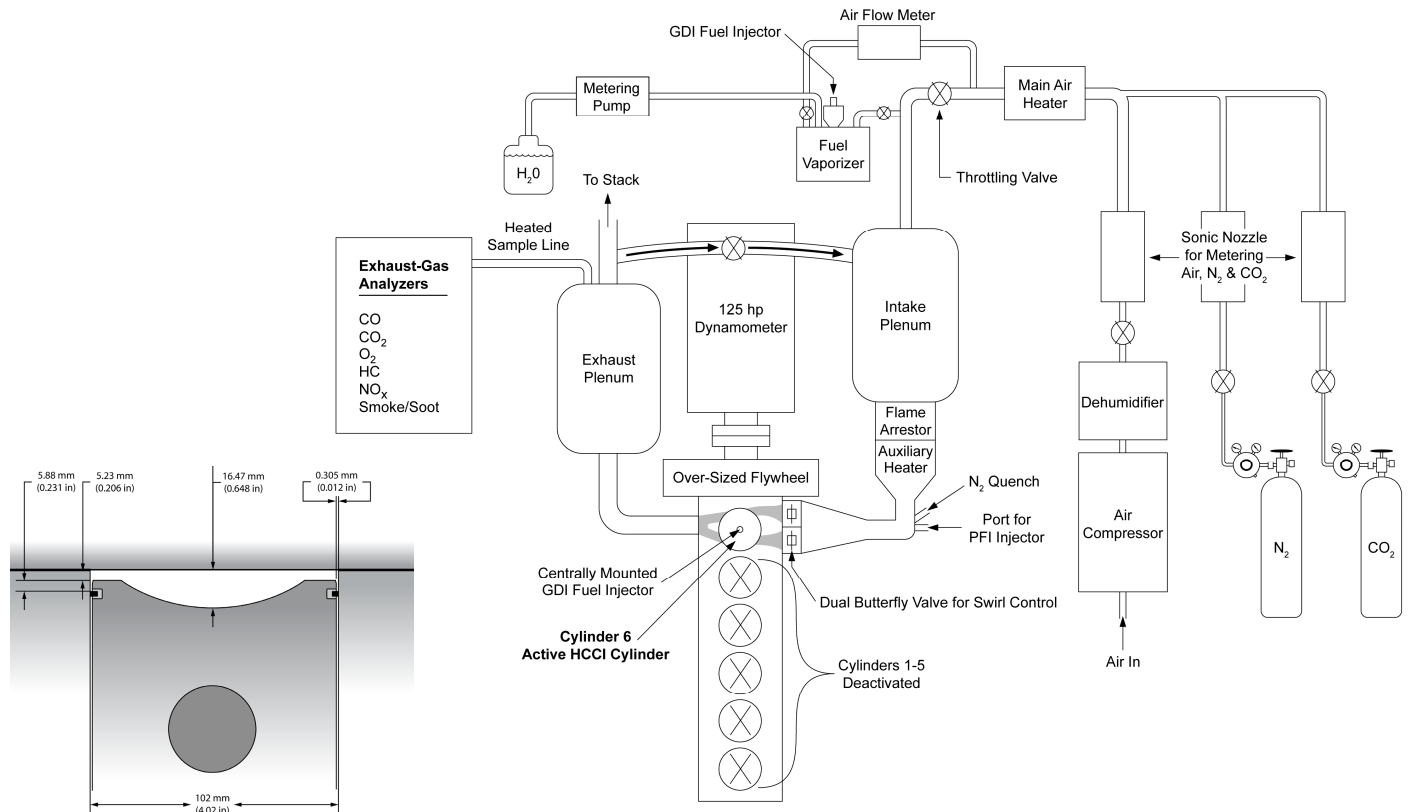 Air Flow Meter
GDI Fuel Injector
Metering
Pump
Main Air
Heater
H20
Fuel
Vaporizer
Throttling Valve
To Stack
Heated
Sample Line
Exhaust-Gas
Analyzers
CO
CO2
O2
HC
NOx
Smoke/Soot
Exhaust
Plenum
125 hp
Dynamometer
Intake
Plenum
Sonic Nozzle
for Metering
Air, N2 & CO2
Flame
Arrestor
Auxiliary
Heater
Dehumidifier
Over-Sized Flywheel
N2 Quench
Port for
PFI Injector
Air
Compressor
N2
CO2
Centrally Mounted
GDI Fuel Injector
Dual Butterfly Valve for Swirl Control
Cylinder 6
Active HCCI Cylinder
Cylinders 1-5
Deactivated
Air In
5.88 mm
(0.231 in)
5.23 mm
(0.206 in)
16.47 mm
(0.648 in)
0.305 mm
(0.012 in)
102 mm
(4.02 in)